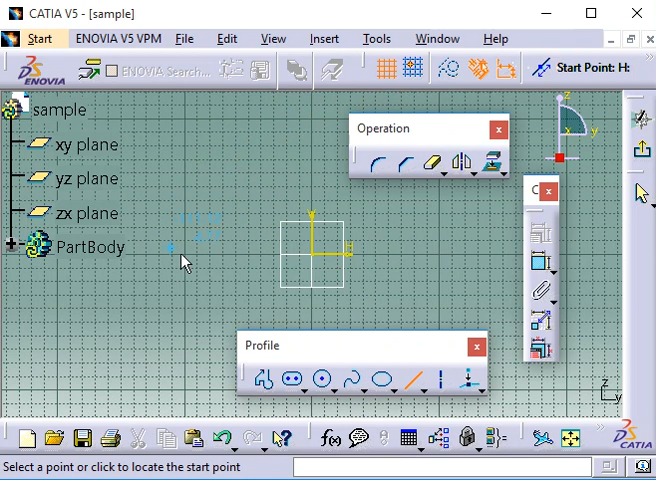 CATIA V5 - [sample]
Start ENOVIA V5 VPM File Edit View Insert Tools Window Help
ENOVIA ENOVIA Search... Start Point: H:
sample
xy plane
yz plane
zx plane
PartBody
Operation x
z
x y
C... x
V
H
Profile x
z
y
f(x)
CATIA
Select a point or click to locate the start point